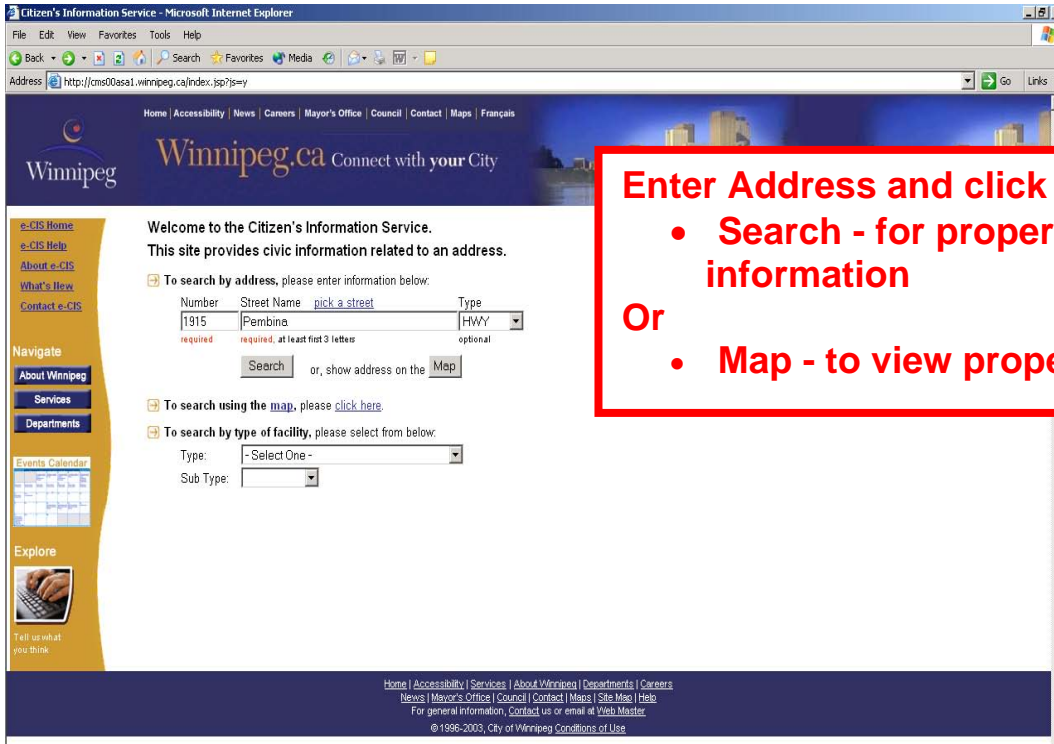 Citizen's Information Service - Microsoft Internet Explorer
File Edit View Favorites Tools Help
Back Search Favorites Media
Address http://cms00asa1.winnipeg.ca/index.jsp?js=y Go Links
Home | Accessibility | News | Careers | Mayor's Office | Council | Contact | Maps | Français
Winnipeg
Winnipeg.ca Connect with your City
Enter Address and click
• Search - for proper
information
Or
• Map - to view prope
e-CIS Home
e-CIS Help
About e-CIS
What's New
Contact e-CIS
Navigate
About Winnipeg
Services
Departments
Events Calendar
Explore
Tell us what
you think
Welcome to the Citizen's Information Service.
This site provides civic information related to an address.
To search by address, please enter information below:
Number Street Name pick a street Type
1915 Pembina HWY
required required, at least first 3 letters optional
Search or, show address on the Map
To search using the map, please click here.
To search by type of facility, please select from below:
Type: - Select One -
Sub Type:
Home | Accessibility | Services | About Winnipeg | Departments | Careers
News | Mayor's Office | Council | Contact | Maps | Site Map | Help
For general information, Contact us or email at Web Master
© 1996-2003, City of Winnipeg Conditions of Use